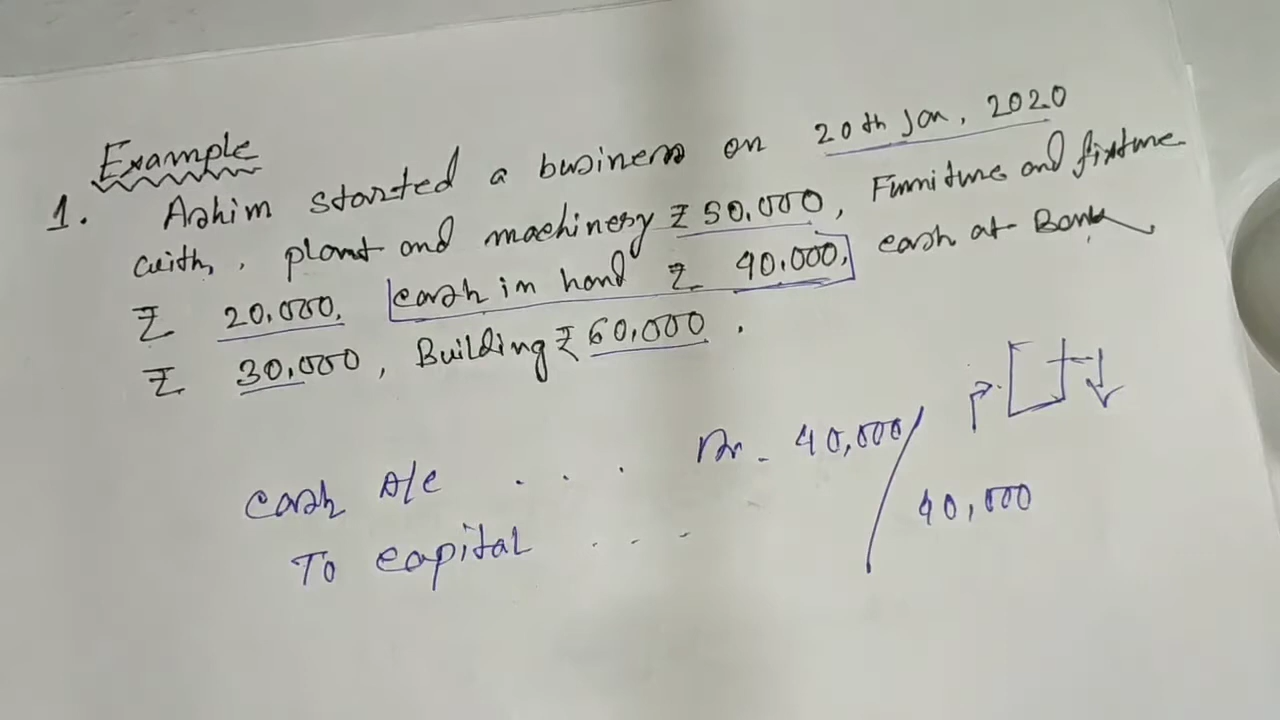 Example
1. Ashim started a business on 20th Jan, 2020
with, plant and machinery ₹ 50,000, Furniture and fixture
₹ 20,000, cash in hand ₹ 40,000, cash at Bank
₹ 30,000, Building ₹ 60,000.
Cash A/c . . . Dr. 40,000
To capital . . . 40,000